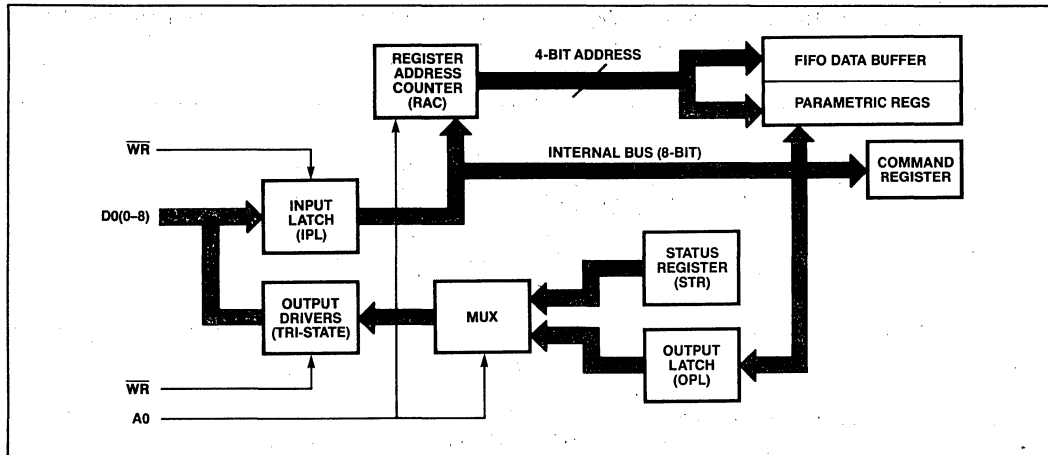 REGISTER
ADDRESS
COUNTER
(RAC)
4-BIT ADDRESS
FIFO DATA BUFFER
PARAMETRIC REGS
WR
INTERNAL BUS (8-BIT)
COMMAND
REGISTER
D0(0–8)
INPUT
LATCH
(IPL)
STATUS
REGISTER
(STR)
OUTPUT
DRIVERS
(TRI-STATE)
MUX
OUTPUT
LATCH
(OPL)
WR
A0